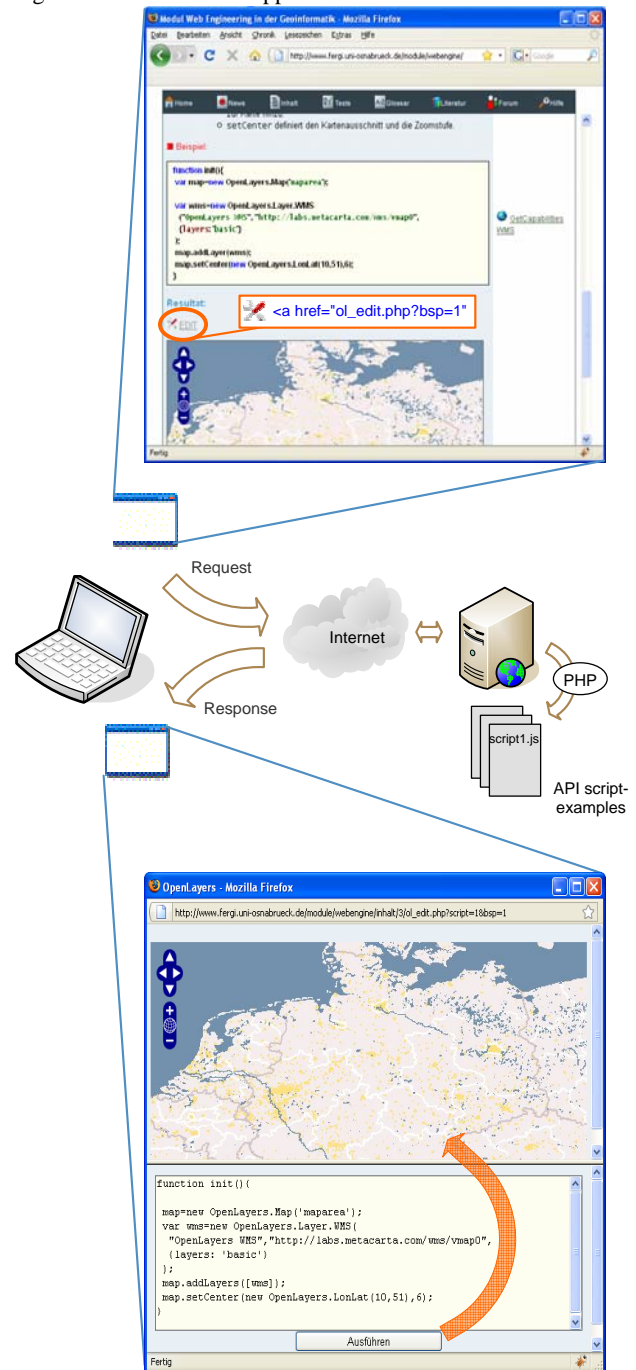 Modul Web Engineering in der Geoinformatik - Mozilla Firefox
Datei Bearbeiten Ansicht Chronik Lesezeichen Extras Hilfe
http://www.fergi.uni-osnabrueck.de/module/webengine/
Google
Home News Inhalt Tests Glossar Literatur Forum Hilfe
setCenter definiert den Kartenausschnitt und die Zoomstufe.
Beispiel:
function init(){
var map=new OpenLayers.Map('maparea');
var wms=new OpenLayers.Layer.WMS
("OpenLayers WMS","http://labs.metacarta.com/wms/vmap0",
{layers:'basic'}
);
map.addLayer(wms);
map.setCenter(new OpenLayers.LonLat(10,51),6);
}
GetCapabilities
WMS
Resultat:
EDIT
<a href="ol_edit.php?bsp=1"
Fertig
Request
Internet
Response
PHP
script1.js
API script-
examples
OpenLayers - Mozilla Firefox
http://www.fergi.uni-osnabrueck.de/module/webengine/inhalt/3/ol_edit.php?script=1&bsp=1
function init(){
map=new OpenLayers.Map('maparea');
var wms=new OpenLayers.Layer.WMS(
"OpenLayers WMS","http://labs.metacarta.com/wms/vmap0",
{layers: 'basic'}
);
map.addLayers([wms]);
map.setCenter(new OpenLayers.LonLat(10,51),6);
}
Ausführen
Fertig